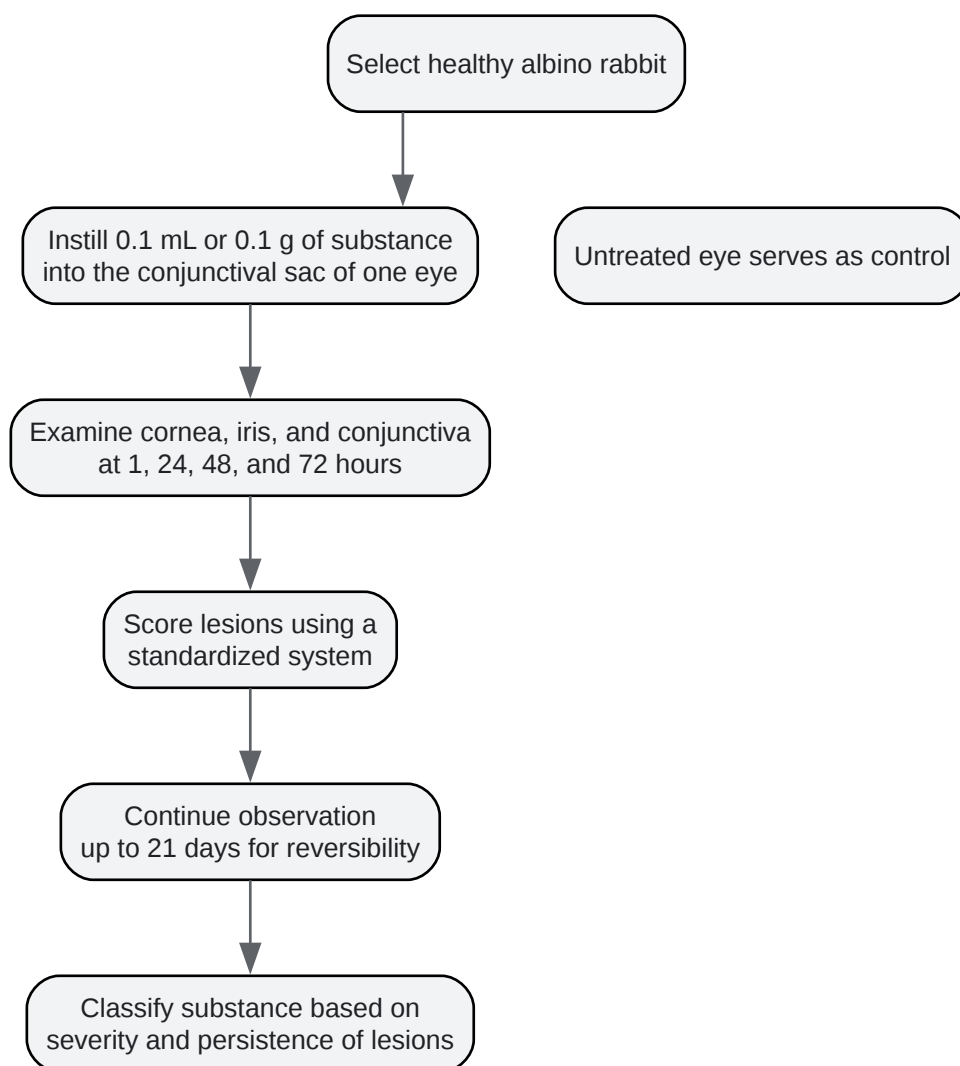 Select healthy albino rabbit
Instill 0.1 mL or 0.1 g of substance
into the conjunctival sac of one eye
Untreated eye serves as control
Examine cornea, iris, and conjunctiva
at 1, 24, 48, and 72 hours
Score lesions using a
standardized system
Continue observation
up to 21 days for reversibility
Classify substance based on
severity and persistence of lesions